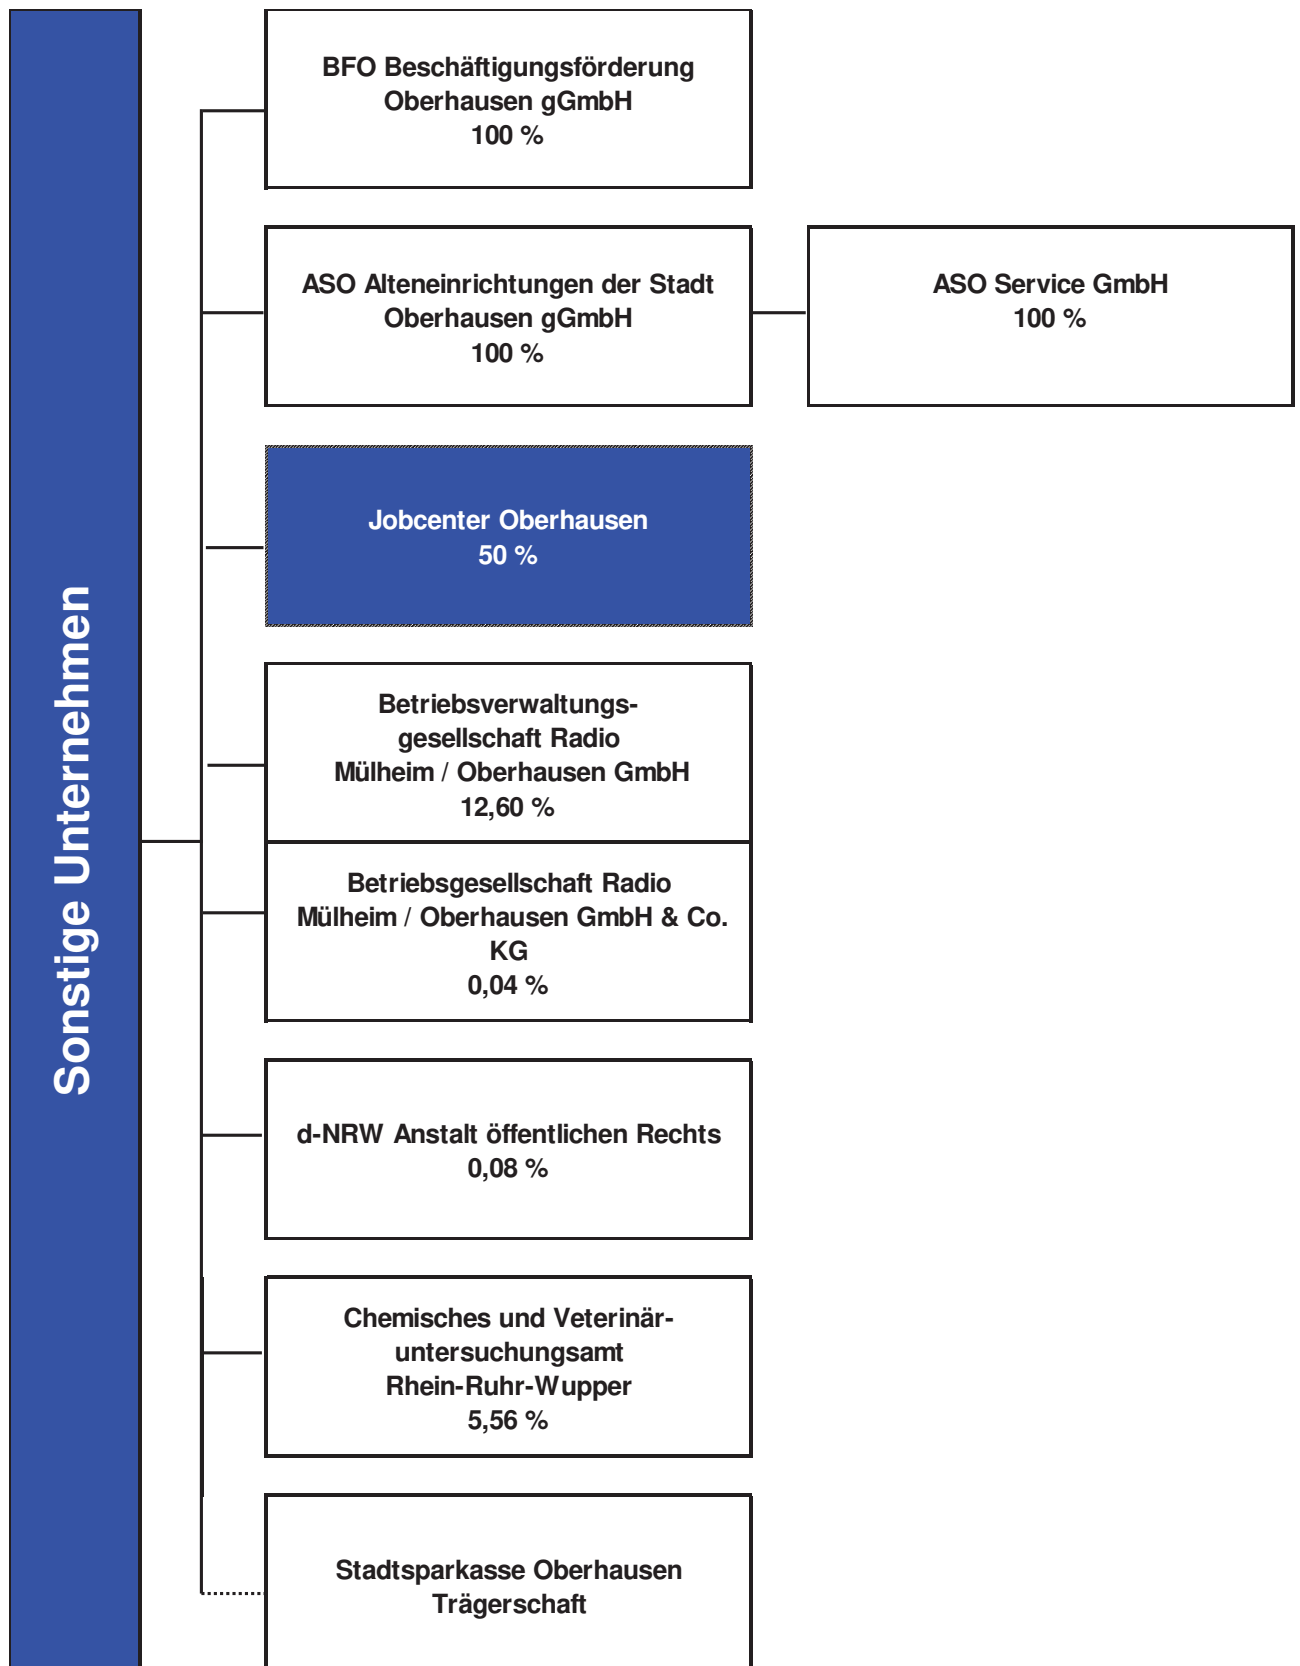 Sonstige Unternehmen
BFO Beschäftigungsförderung
Oberhausen gGmbH
100 %
ASO Alteneinrichtungen der Stadt
Oberhausen gGmbH
100 %
ASO Service GmbH
100 %
Jobcenter Oberhausen
50 %
Betriebsverwaltungs-
gesellschaft Radio
Mülheim / Oberhausen GmbH
12,60 %
Betriebsgesellschaft Radio
Mülheim / Oberhausen GmbH & Co.
KG
0,04 %
d-NRW Anstalt öffentlichen Rechts
0,08 %
Chemisches und Veterinär-
untersuchungsamt
Rhein-Ruhr-Wupper
5,56 %
Stadtsparkasse Oberhausen
Trägerschaft